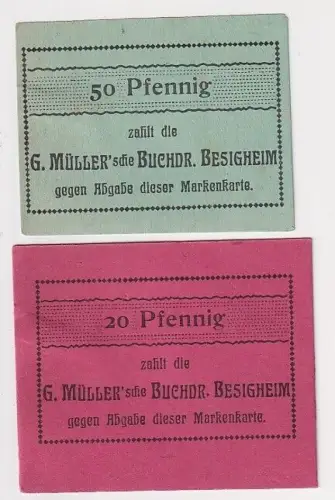 50 Pfennig
zahlt die
G. MÜLLER'sche BUCHDR. BESIGHEIM
gegen Abgabe dieser Markenkarte.
20 Pfennig
zahlt die
G. MÜLLER'sche BUCHDR. BESIGHEIM
gegen Abgabe dieser Markenkarte.